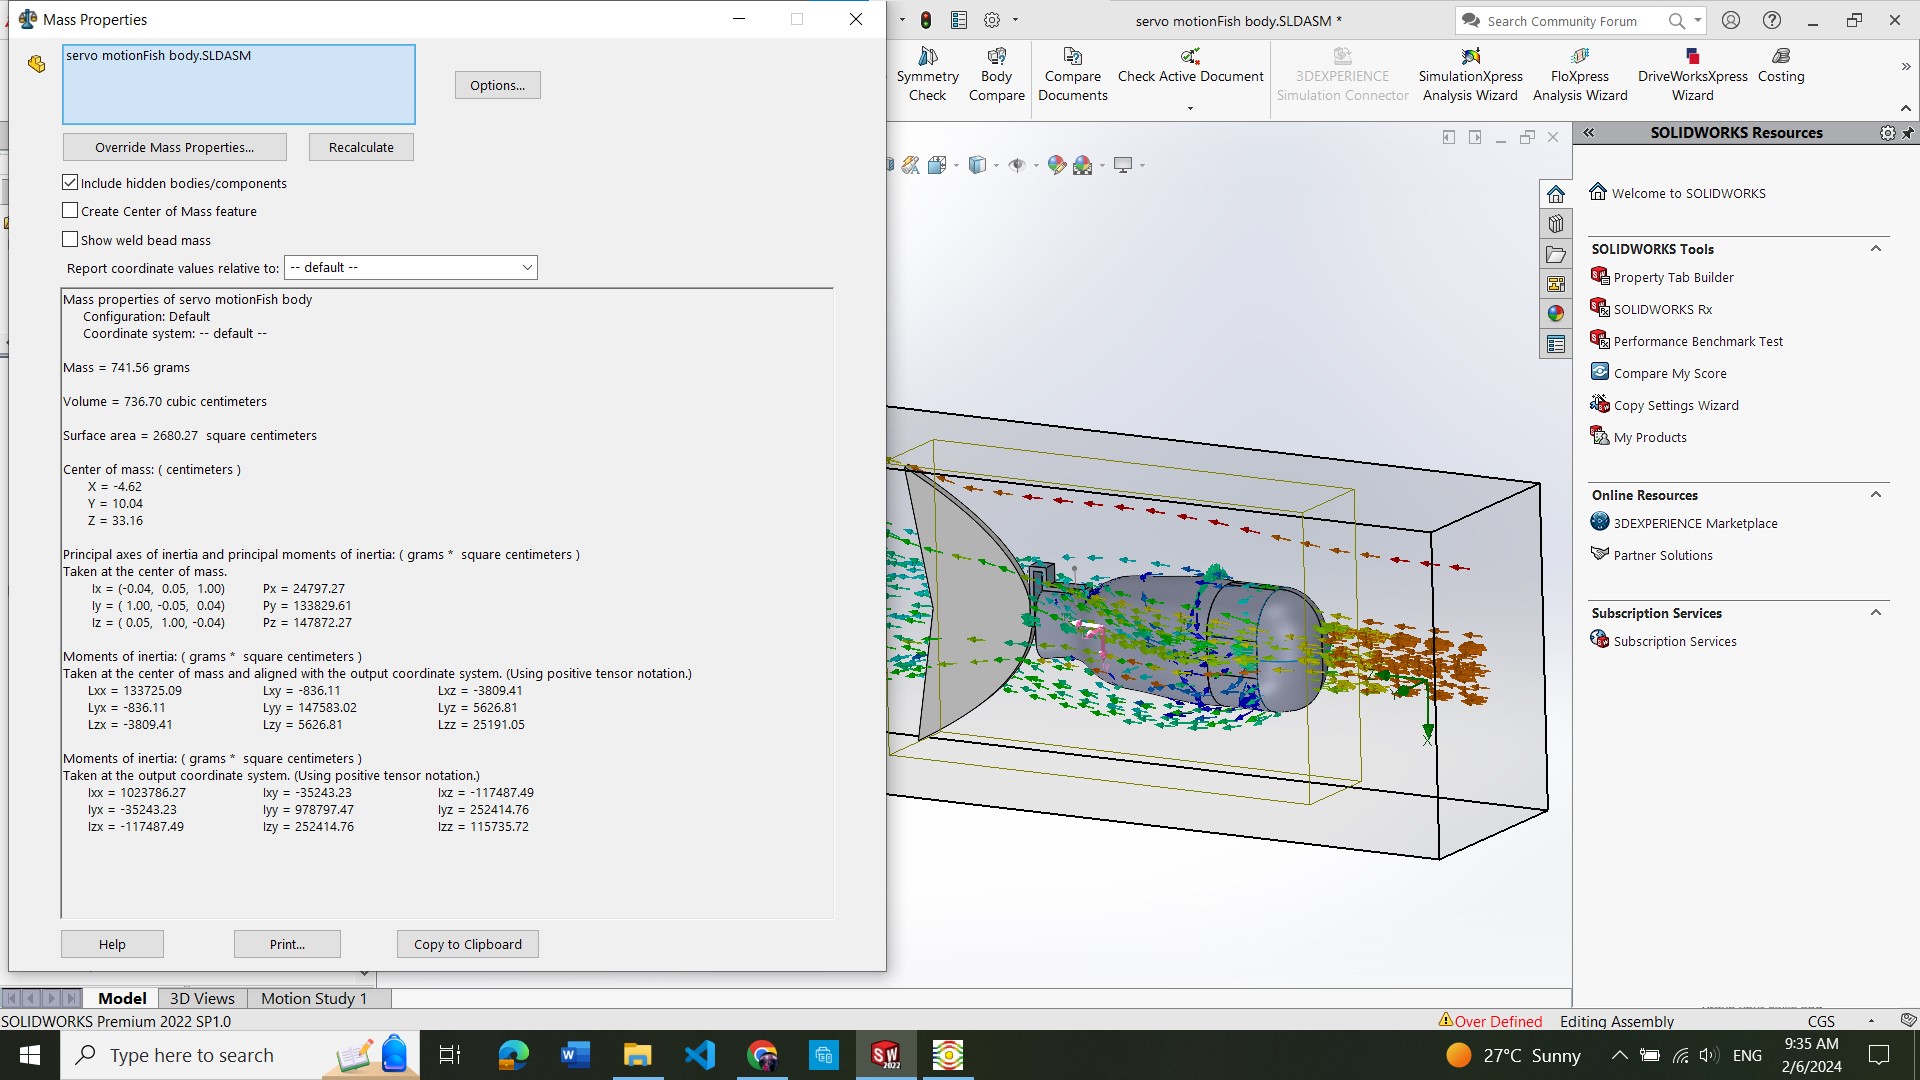 Mass Properties
servo motionFish body.SLDASM
Options...
Override Mass Properties...
Recalculate
Include hidden bodies/components
Create Center of Mass feature
Show weld bead mass
Report coordinate values relative to:
-- default --
Mass properties of servo motionFish body
Configuration: Default
Coordinate system: -- default --
Mass = 741.56 grams
Volume = 736.70 cubic centimeters
Surface area = 2680.27 square centimeters
Center of mass: ( centimeters )
X = -4.62
Y = 10.04
Z = 33.16
Principal axes of inertia and principal moments of inertia: ( grams * square centimeters )
Taken at the center of mass.
Ix = (-0.04, 0.05, 1.00) Px = 24797.27
Iy = ( 1.00, -0.05, 0.04) Py = 133829.61
Iz = ( 0.05, 1.00, -0.04) Pz = 147872.27
Moments of inertia: ( grams * square centimeters )
Taken at the center of mass and aligned with the output coordinate system. (Using positive tensor notation.)
Lxx = 133725.09 Lxy = -836.11 Lxz = -3809.41
Lyx = -836.11 Lyy = 147583.02 Lyz = 5626.81
Lzx = -3809.41 Lzy = 5626.81 Lzz = 25191.05
Moments of inertia: ( grams * square centimeters )
Taken at the output coordinate system. (Using positive tensor notation.)
Ixx = 1023786.27 Ixy = -35243.23 Ixz = -117487.49
Iyx = -35243.23 Iyy = 978797.47 Iyz = 252414.76
Izx = -117487.49 Izy = 252414.76 Izz = 115735.72
Help
Print...
Copy to Clipboard
servo motionFish body.SLDASM *
Search Community Forum
Symmetry
Check
Body
Compare
Compare
Documents
Check Active Document
3DEXPERIENCE
Simulation Connector
SimulationXpress
Analysis Wizard
FloXpress
Analysis Wizard
DriveWorksXpress
Wizard
Costing
X
SOLIDWORKS Resources
Welcome to SOLIDWORKS
SOLIDWORKS Tools
Property Tab Builder
SOLIDWORKS Rx
Performance Benchmark Test
Compare My Score
Copy Settings Wizard
My Products
Online Resources
3DEXPERIENCE Marketplace
Partner Solutions
Subscription Services
Subscription Services
Model
3D Views
Motion Study 1
SOLIDWORKS Premium 2022 SP1.0
Over Defined
Editing Assembly
CGS
Type here to search
SW
2022
27°C Sunny
ENG
9:35 AM
2/6/2024